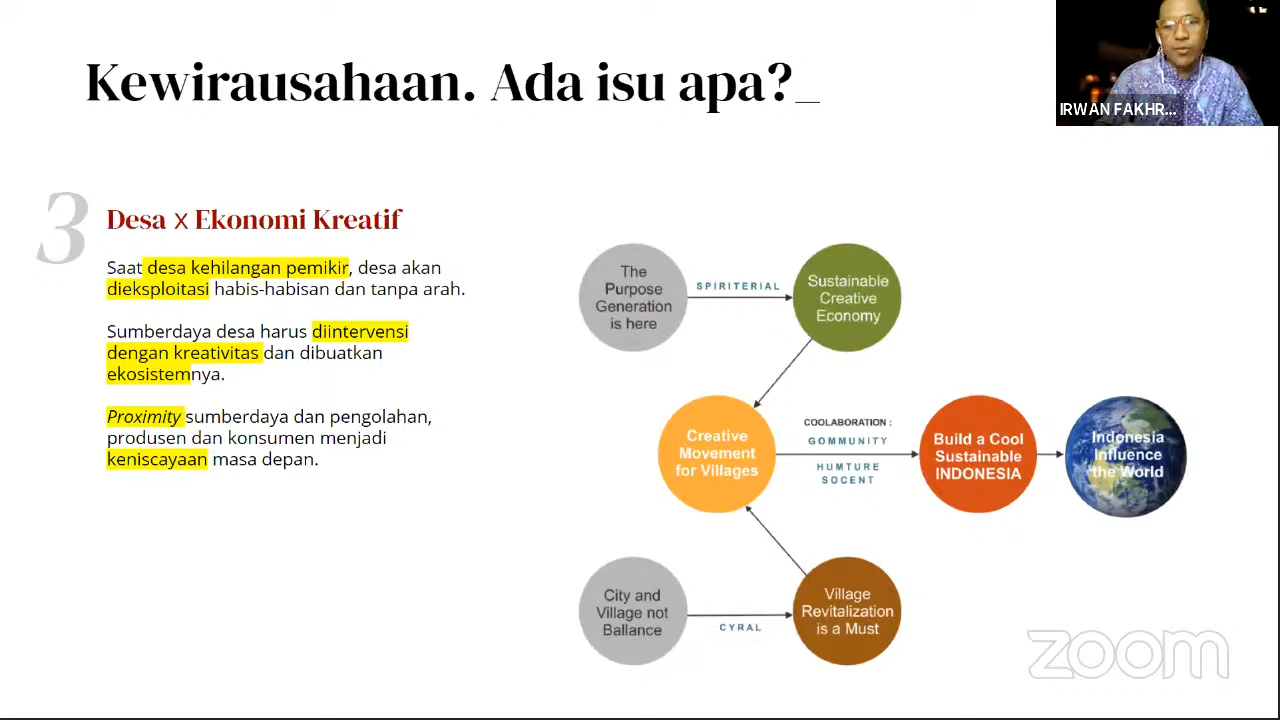 Kewirausahaan. Ada isu apa?_
IRWAN FAKHR...
3
Desa x Ekonomi Kreatif
Saat desa kehilangan pemikir, desa akan
dieksploitasi habis-habisan dan tanpa arah.
Sumberdaya desa harus diintervensi
dengan kreativitas dan dibuatkan
ekosistemnya.
Proximity sumberdaya dan pengolahan,
produsen dan konsumen menjadi
keniscayaan masa depan.
The
Purpose
Generation
is here
SPIRITERIAL
Sustainable
Creative
Economy
Creative
Movement
for Villages
COOLABORATION :
GOMMUNITY
HUMTURE
SOCENT
Build a Cool
Sustainable
INDONESIA
Indonesia
Influence
the World
City and
Village not
Ballance
CYRAL
Village
Revitalization
is a Must
zoom